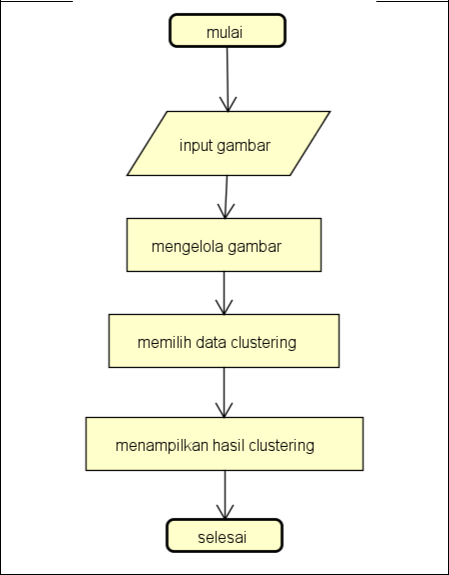 mulai
input gambar
mengelola gambar
memilih data clustering
menampilkan hasil clustering
selesai